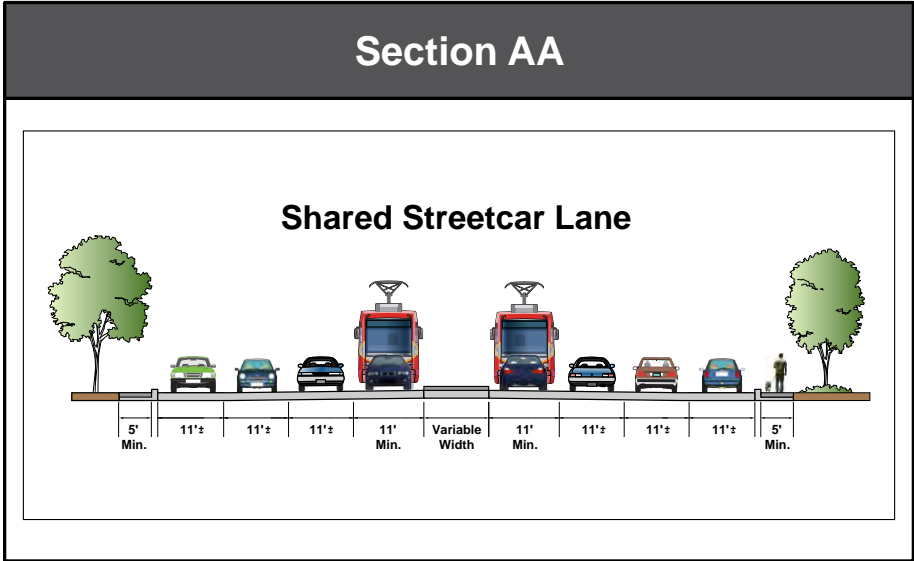 Section AA
Shared Streetcar Lane
5' 11'± 11'± 11'± 11' Variable 11' 11'± 11'± 11'± 5'
Min. Min. Width Min. Min.